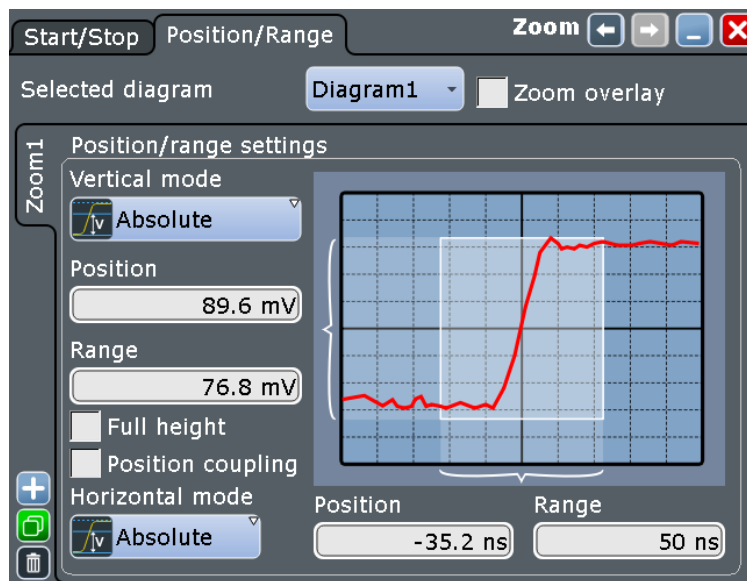 Start/Stop Position/Range Zoom
Selected diagram Diagram1 Zoom overlay
Zoom1
Position/range settings
Vertical mode
Absolute
Position
89.6 mV
Range
76.8 mV
Full height
Position coupling
Horizontal mode
Absolute
Position Range
-35.2 ns 50 ns